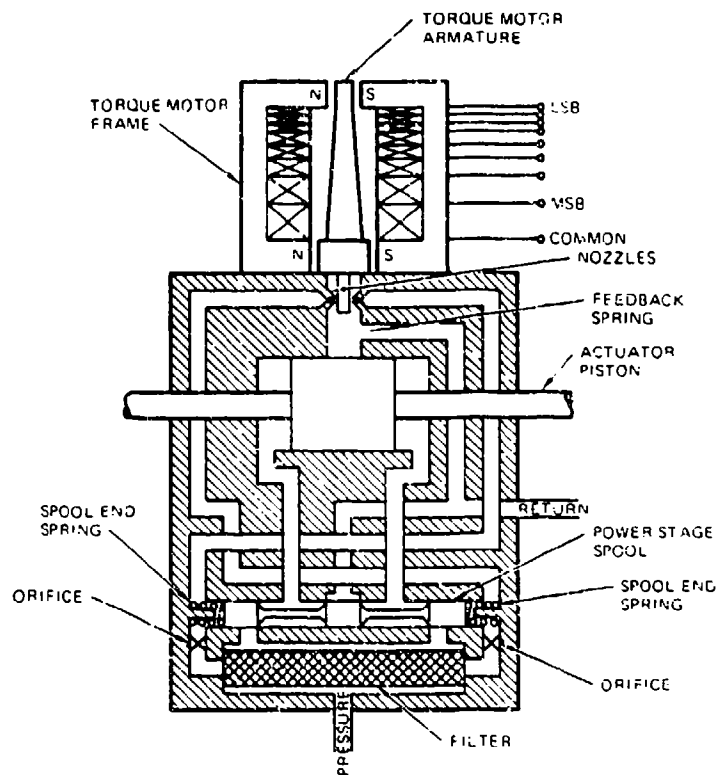 TORQUE MOTOR
ARMATURE
N
S
TORQUE MOTOR
FRAME
LSB
MSB
N
S
COMMON
NOZZLES
FEEDBACK
SPRING
ACTUATOR
PISTON
RETURN
SPOOL END
SPRING
POWER STAGE
SPOOL
SPOOL END
SPRING
ORIFICE
ORIFICE
FILTER
PRESSURE